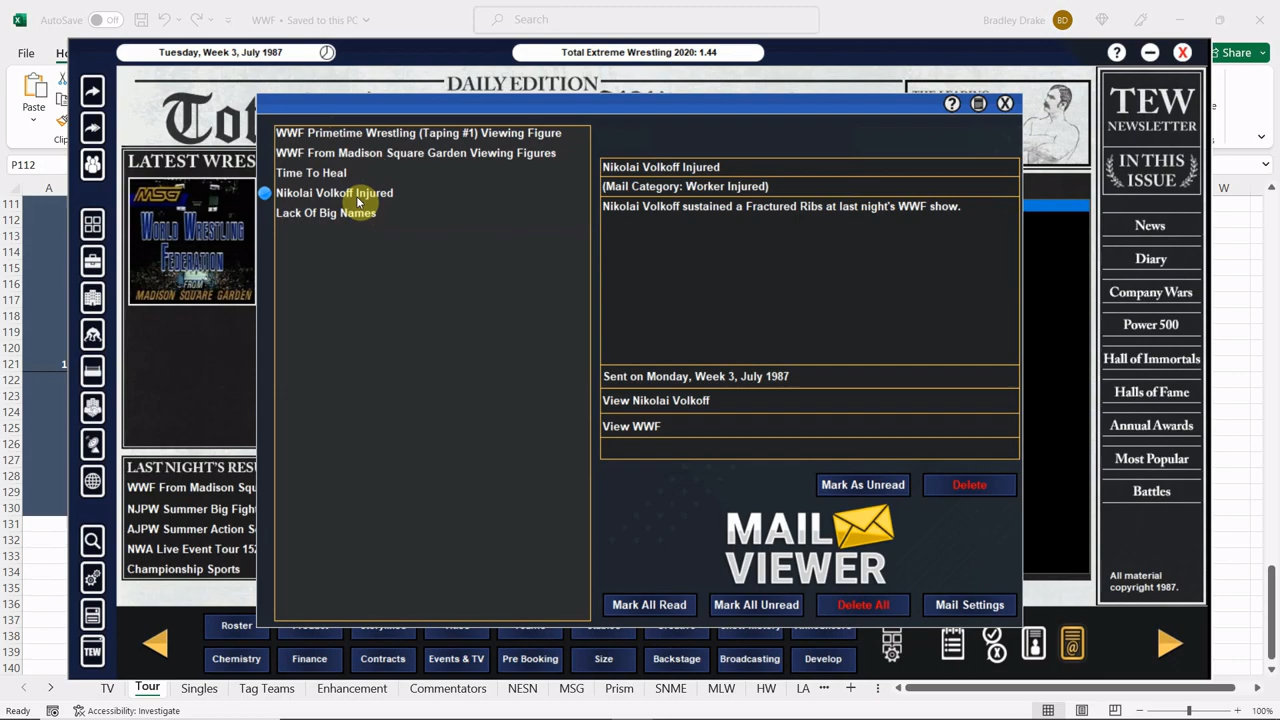 AutoSave
Off
WWF • Saved to this PC
Search
Bradley Drake
BD
File
Share
Tuesday, Week 3, July 1987
Total Extreme Wrestling 2020: 1.44
DAILY EDITION
Paste
P112
A
W
111
113
114
115
116
117
118
119
120
121
122
123
124
125
126
127
128
129
130
131
132
133
134
135
136
137
138
139
140
1
LATEST WRES
MSG
WORLD WRESTLING
FEDERATION
FROM
MADISON SQUARE GARDEN
LAST NIGHT'S RESU
WWF From Madison Squ
NJPW Summer Big Figh
AJPW Summer Action S
NWA Live Event Tour 152
Championship Sports
WWF Primetime Wrestling (Taping #1) Viewing Figure
WWF From Madison Square Garden Viewing Figures
Time To Heal
Nikolai Volkoff Injured
Lack Of Big Names
Nikolai Volkoff Injured
(Mail Category: Worker Injured)
Nikolai Volkoff sustained a Fractured Ribs at last night's WWF show.
Sent on Monday, Week 3, July 1987
View Nikolai Volkoff
View WWF
Mark As Unread
Delete
MAIL
VIEWER
Mark All Read
Mark All Unread
Delete All
Mail Settings
TEW
NEWSLETTER
IN THIS
ISSUE
News
Diary
Company Wars
Power 500
Hall of Immortals
Halls of Fame
Annual Awards
Most Popular
Battles
All material
copyright 1987.
TEW
Roster
Chemistry
Finance
Contracts
Events & TV
Pre Booking
Size
Backstage
Broadcasting
Develop
TV
Tour
Singles
Tag Teams
Enhancement
Commentators
NESN
MSG
Prism
SNME
MLW
HW
LA
Ready
Accessibility: Investigate
100%